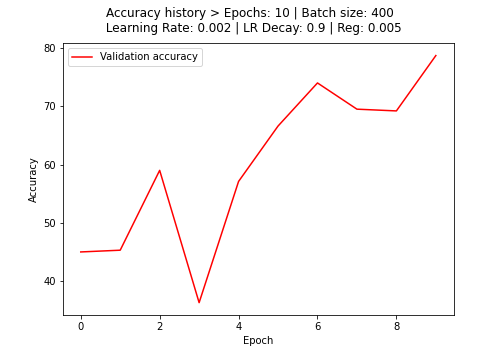 Accuracy history > Epochs: 10 | Batch size: 400
Learning Rate: 0.002 | LR Decay: 0.9 | Reg: 0.005
Validation accuracy
80
70
60
50
40
Accuracy
0 2 4 6 8
Epoch